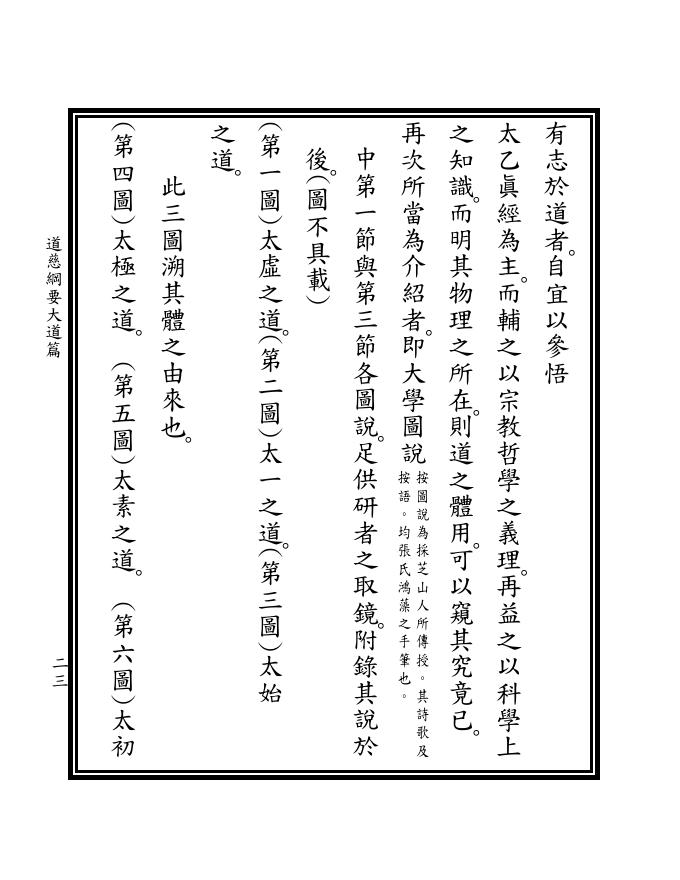 有志於道者。自宜以參悟
太乙眞經為主。而輔之以宗教哲學之義理。再益之以科學上
之知識。而明其物理之所在。則道之體用。可以窺其究竟已。
再次所當為介紹者。即大學圖說
按圖說為採芝山人所傳授。其詩歌及
按語。均張氏鴻藻之手筆也。
中第一節與第三節各圖說。足供研者之取鏡。附錄其說於
後。(圖不具載)
(第一圖)太虛之道。(第二圖)太一之道。(第三圖)太始
之道。
此三圖溯其體之由來也。
(第四圖)太極之道。 (第五圖)太素之道。 (第六圖)太初
道慈綱要大道篇
二三